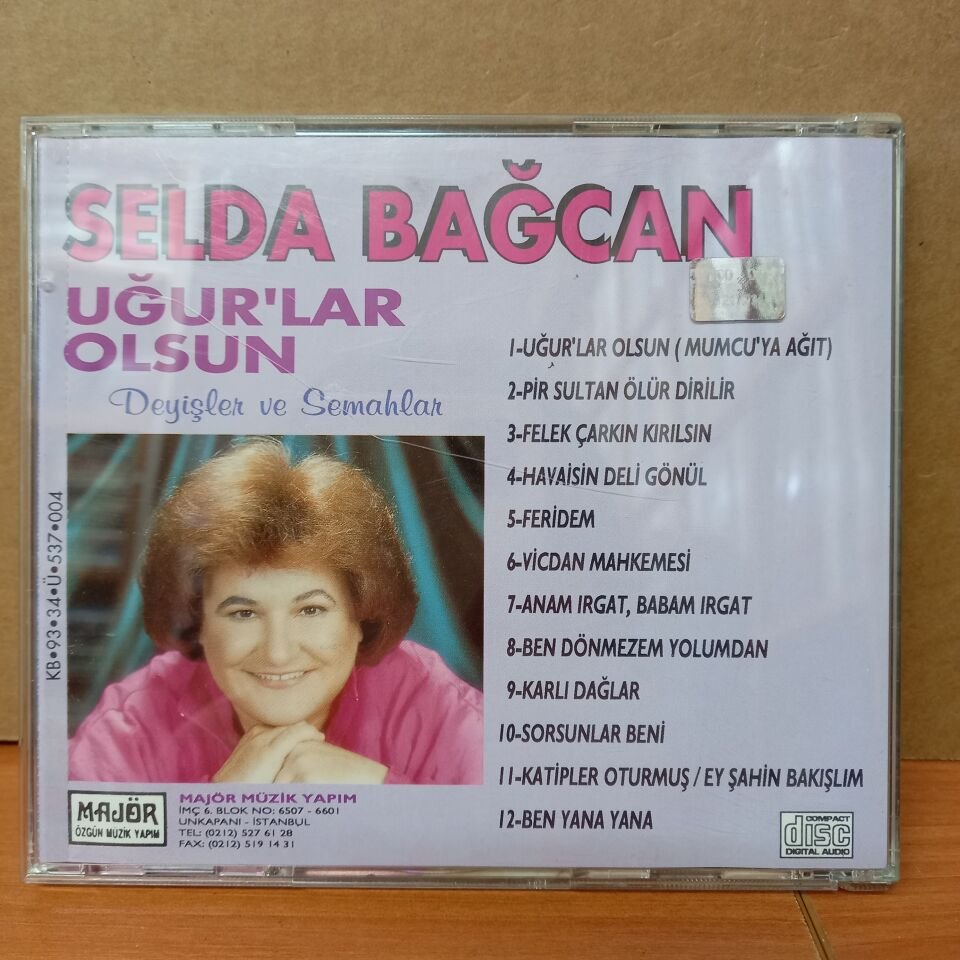 SELDA BAĞCAN
UĞUR'LAR
OLSUN
Deyişler ve Semahlar
KB•93•34•Ü•537•004
1-UĞUR'LAR OLSUN ( MUMCU'YA AĞIT)
2-PİR SULTAN ÖLÜR DİRİLİR
3-FELEK ÇARKIN KIRILSIN
4-HAVAİSİN DELİ GÖNÜL
5-FERİDEM
6-VİCDAN MAHKEMESİ
7-ANAM IRGAT, BABAM IRGAT
8-BEN DÖNMEZEM YOLUMDAN
9-KARLI DAĞLAR
10-SORSUNLAR BENİ
11-KATİPLER OTURMUŞ / EY ŞAHİN BAKIŞLIM
12-BEN YANA YANA
MAJÖR
ÖZGÜN MÜZİK YAPIM
MAJÖR MÜZİK YAPIM
İMÇ 6. BLOK NO: 6507 - 6601
UNKAPANI - İSTANBUL
TEL: (0212) 527 61 28
FAX: (0212) 519 14 31
COMPACT
disc
DIGITAL AUDIO